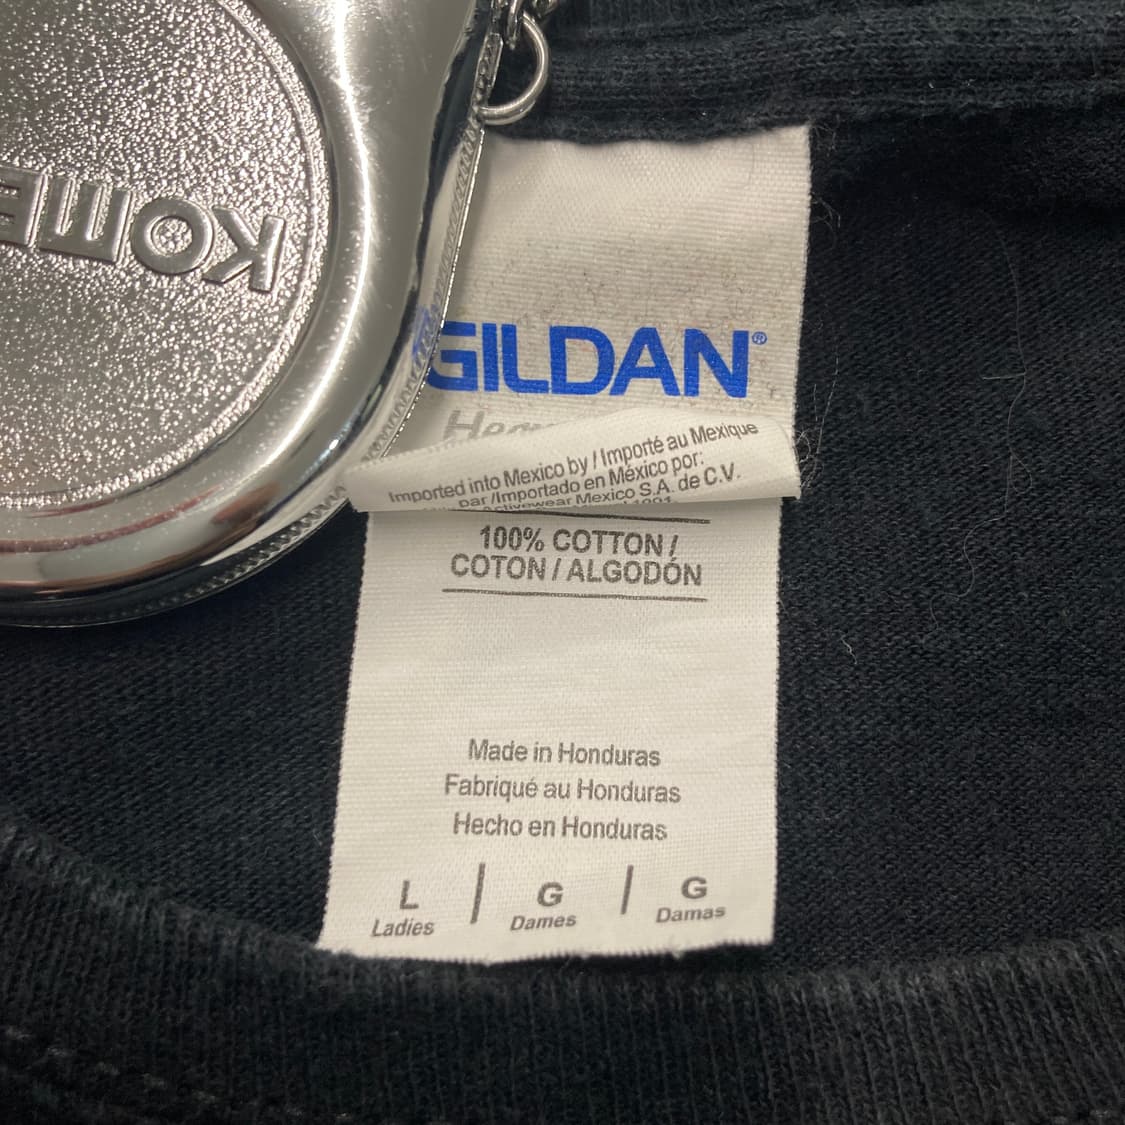 KOME
GILDAN®
Imported into Mexico by / Importé au Mexique
par /Importado en México por:
Activewear Mexico S.A. de C.V.
100% COTTON /
COTON / ALGODÓN
Made in Honduras
Fabriqué au Honduras
Hecho en Honduras
L | G | G
Ladies Dames Damas